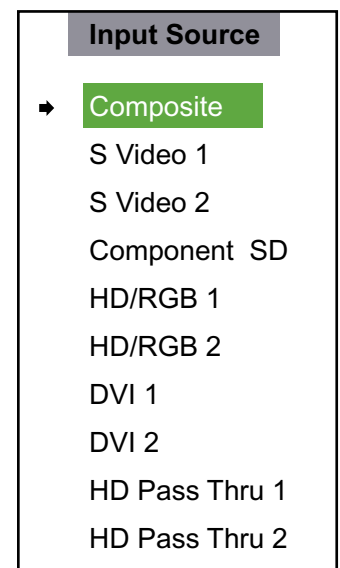 Input Source
Composite
S Video 1
S Video 2
Component SD
HD/RGB 1
HD/RGB 2
DVI 1
DVI 2
HD Pass Thru 1
HD Pass Thru 2